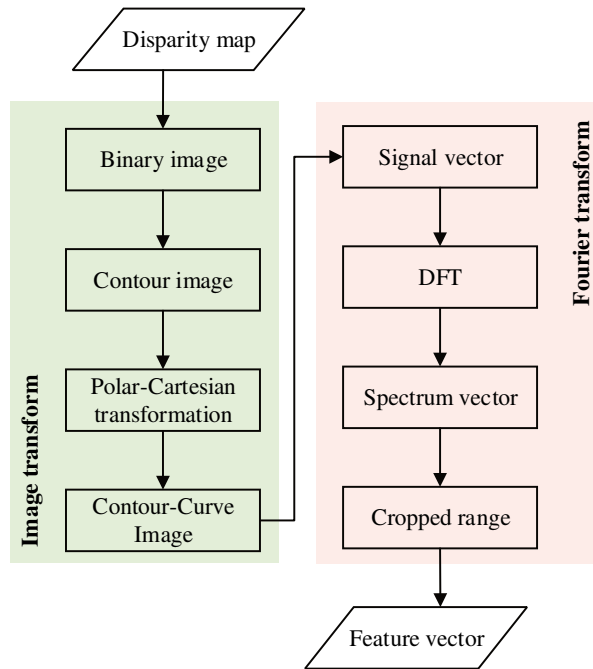 Disparity map
Binary image
Contour image
Polar-Cartesian
transformation
Contour-Curve
Image
Image transform
Signal vector
DFT
Spectrum vector
Cropped range
Fourier transform
Feature vector